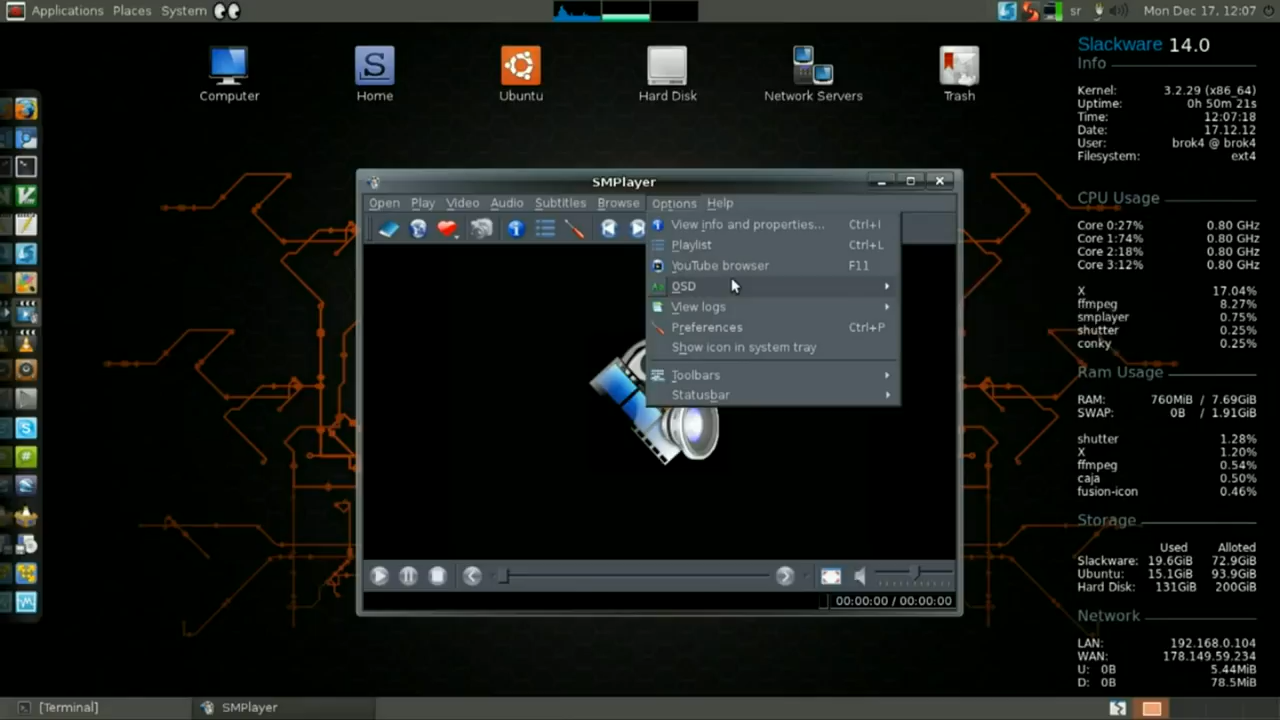 Applications Places System
sr Mon Dec 17, 12:07
Computer
Home
Ubuntu
Hard Disk
Network Servers
Trash
SMPlayer
Open Play Video Audio Subtitles Browse Options Help
View info and properties... Ctrl+I
Playlist Ctrl+L
YouTube browser F11
OSD
View logs
Preferences Ctrl+P
Show icon in system tray
Toolbars
Statusbar
00:00:00 / 00:00:00
Slackware 14.0
Info
Kernel: 3.2.29 (x86_64)
Uptime: 0h 50m 21s
Time: 12:07:18
Date: 17.12.12
User: brok4 @ brok4
Filesystem: ext4
CPU Usage
Core 0:27% 0.80 GHz
Core 1:74% 0.80 GHz
Core 2:18% 0.80 GHz
Core 3:12% 0.80 GHz
X 17.04%
ffmpeg 8.27%
smplayer 0.75%
shutter 0.25%
conky 0.25%
Ram Usage
RAM: 760MiB / 7.69GiB
SWAP: 0B / 1.91GiB
shutter 1.28%
X 1.20%
ffmpeg 0.54%
caja 0.50%
fusion-icon 0.46%
Storage
Used Alloted
Slackware: 19.6GiB 72.9GiB
Ubuntu: 15.1GiB 93.9GiB
Hard Disk: 131GiB 200GiB
Network
LAN: 192.168.0.104
WAN: 178.149.59.234
U: 0B 5.44MiB
D: 0B 78.5MiB
[Terminal]
SMPlayer